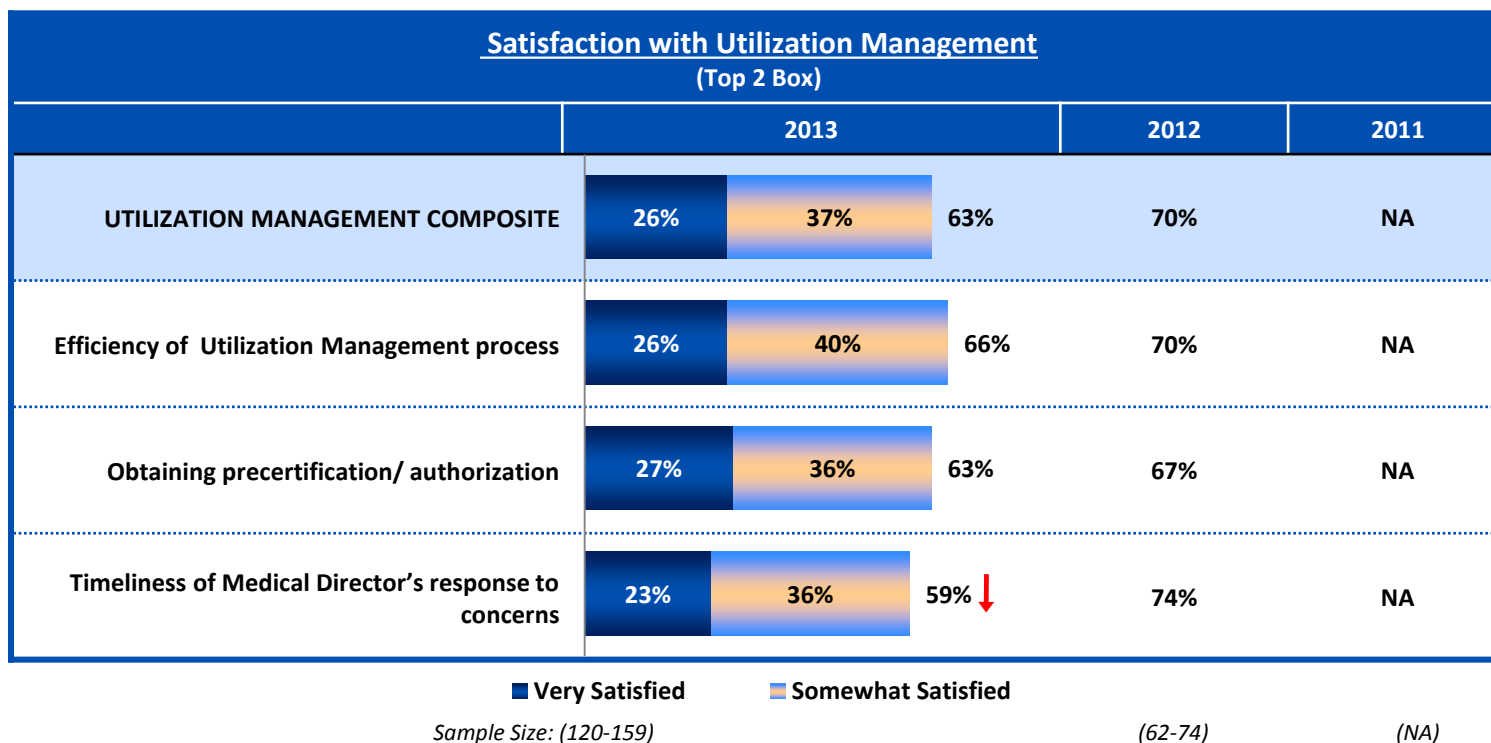 Satisfaction with Utilization Management
(Top 2 Box)
2013 2012 2011
UTILIZATION MANAGEMENT COMPOSITE 26% 37% 63% 70% NA
Efficiency of  Utilization Management process 26% 40% 66% 70% NA
Obtaining precertification/ authorization 27% 36% 63% 67% NA
Timeliness of Medical Director’s response to
concerns
23% 36% 59% 74% NA
Very Satisfied Somewhat Satisfied
Sample Size: (120-159) (62-74) (NA)